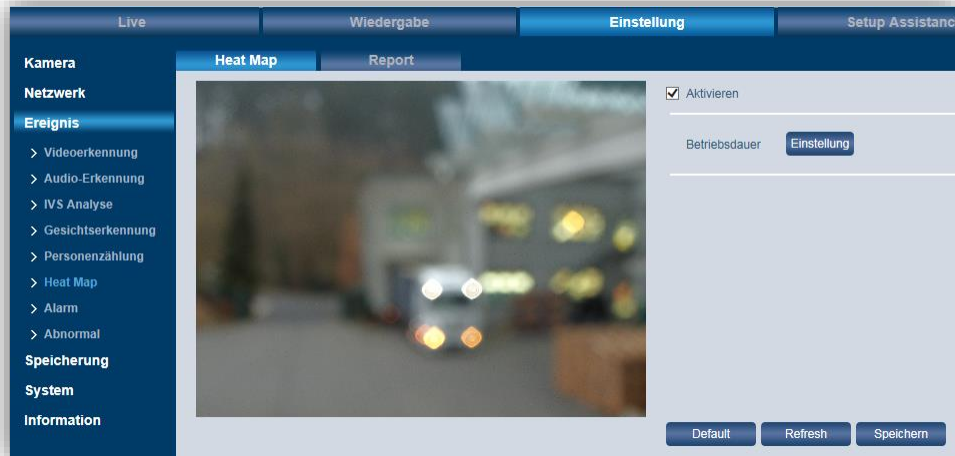 Live Wiedergabe Einstellung Setup Assistanc
Kamera
Netzwerk
Ereignis
Videoerkennung
Audio-Erkennung
IVS Analyse
Gesichtserkennung
Personenzählung
Heat Map
Alarm
Abnormal
Speicherung
System
Information
Heat Map Report
Aktivieren
Betriebsdauer Einstellung
Default Refresh Speichern